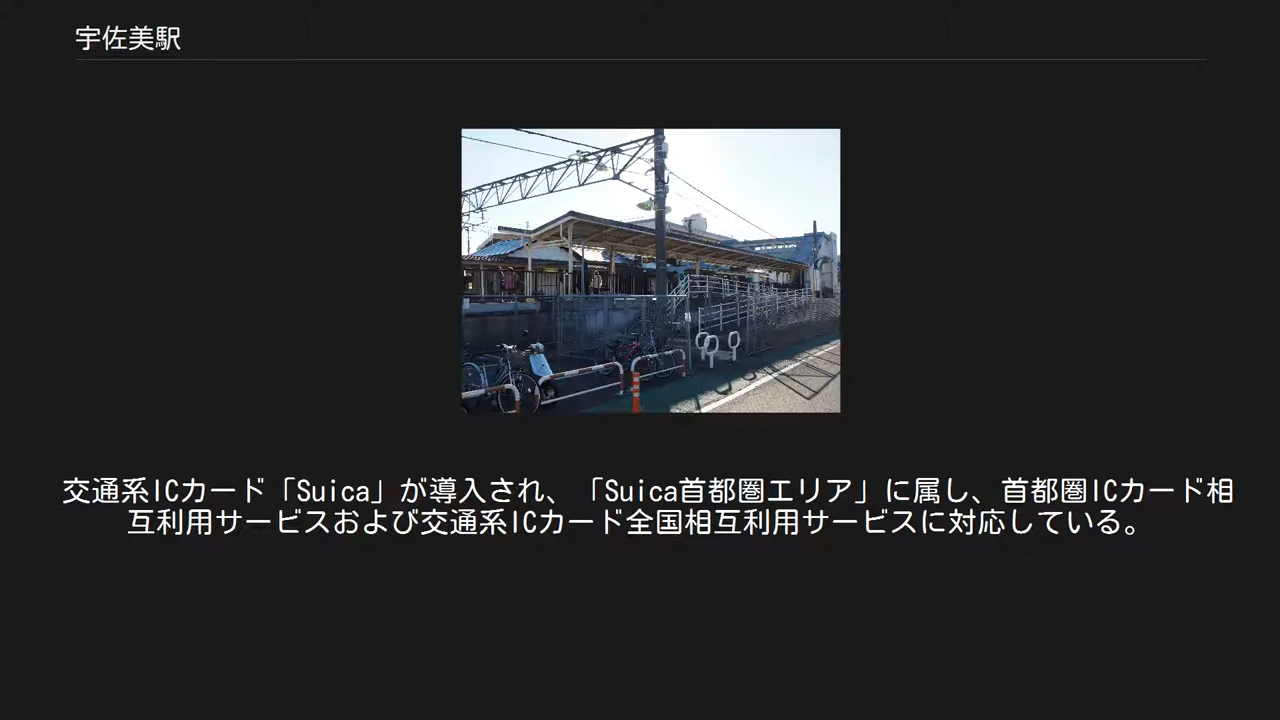 宇佐美駅
交通系ICカード「Suica」が導入され、「Suica首都圏エリア」に属し、首都圏ICカード相
互利用サービスおよび交通系ICカード全国相互利用サービスに対応している。